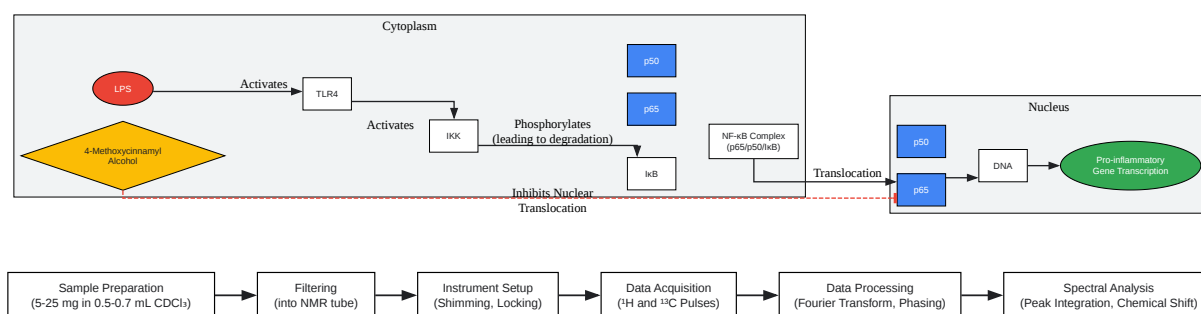 Cytoplasm
LPS
Activates
TLR4
Activates
IKK
Phosphorylates
(leading to degradation)
p50
p65
IκB
NF-κB Complex
(p65/p50/IκB)
Translocation
4-Methoxycinnamyl
Alcohol
Inhibits Nuclear
Translocation
Nucleus
p50
p65
DNA
Pro-inflammatory
Gene Transcription
Sample Preparation
(5-25 mg in 0.5-0.7 mL CDCl₃)
Filtering
(into NMR tube)
Instrument Setup
(Shimming, Locking)
Data Acquisition
(¹H and ¹³C Pulses)
Data Processing
(Fourier Transform, Phasing)
Spectral Analysis
(Peak Integration, Chemical Shift)